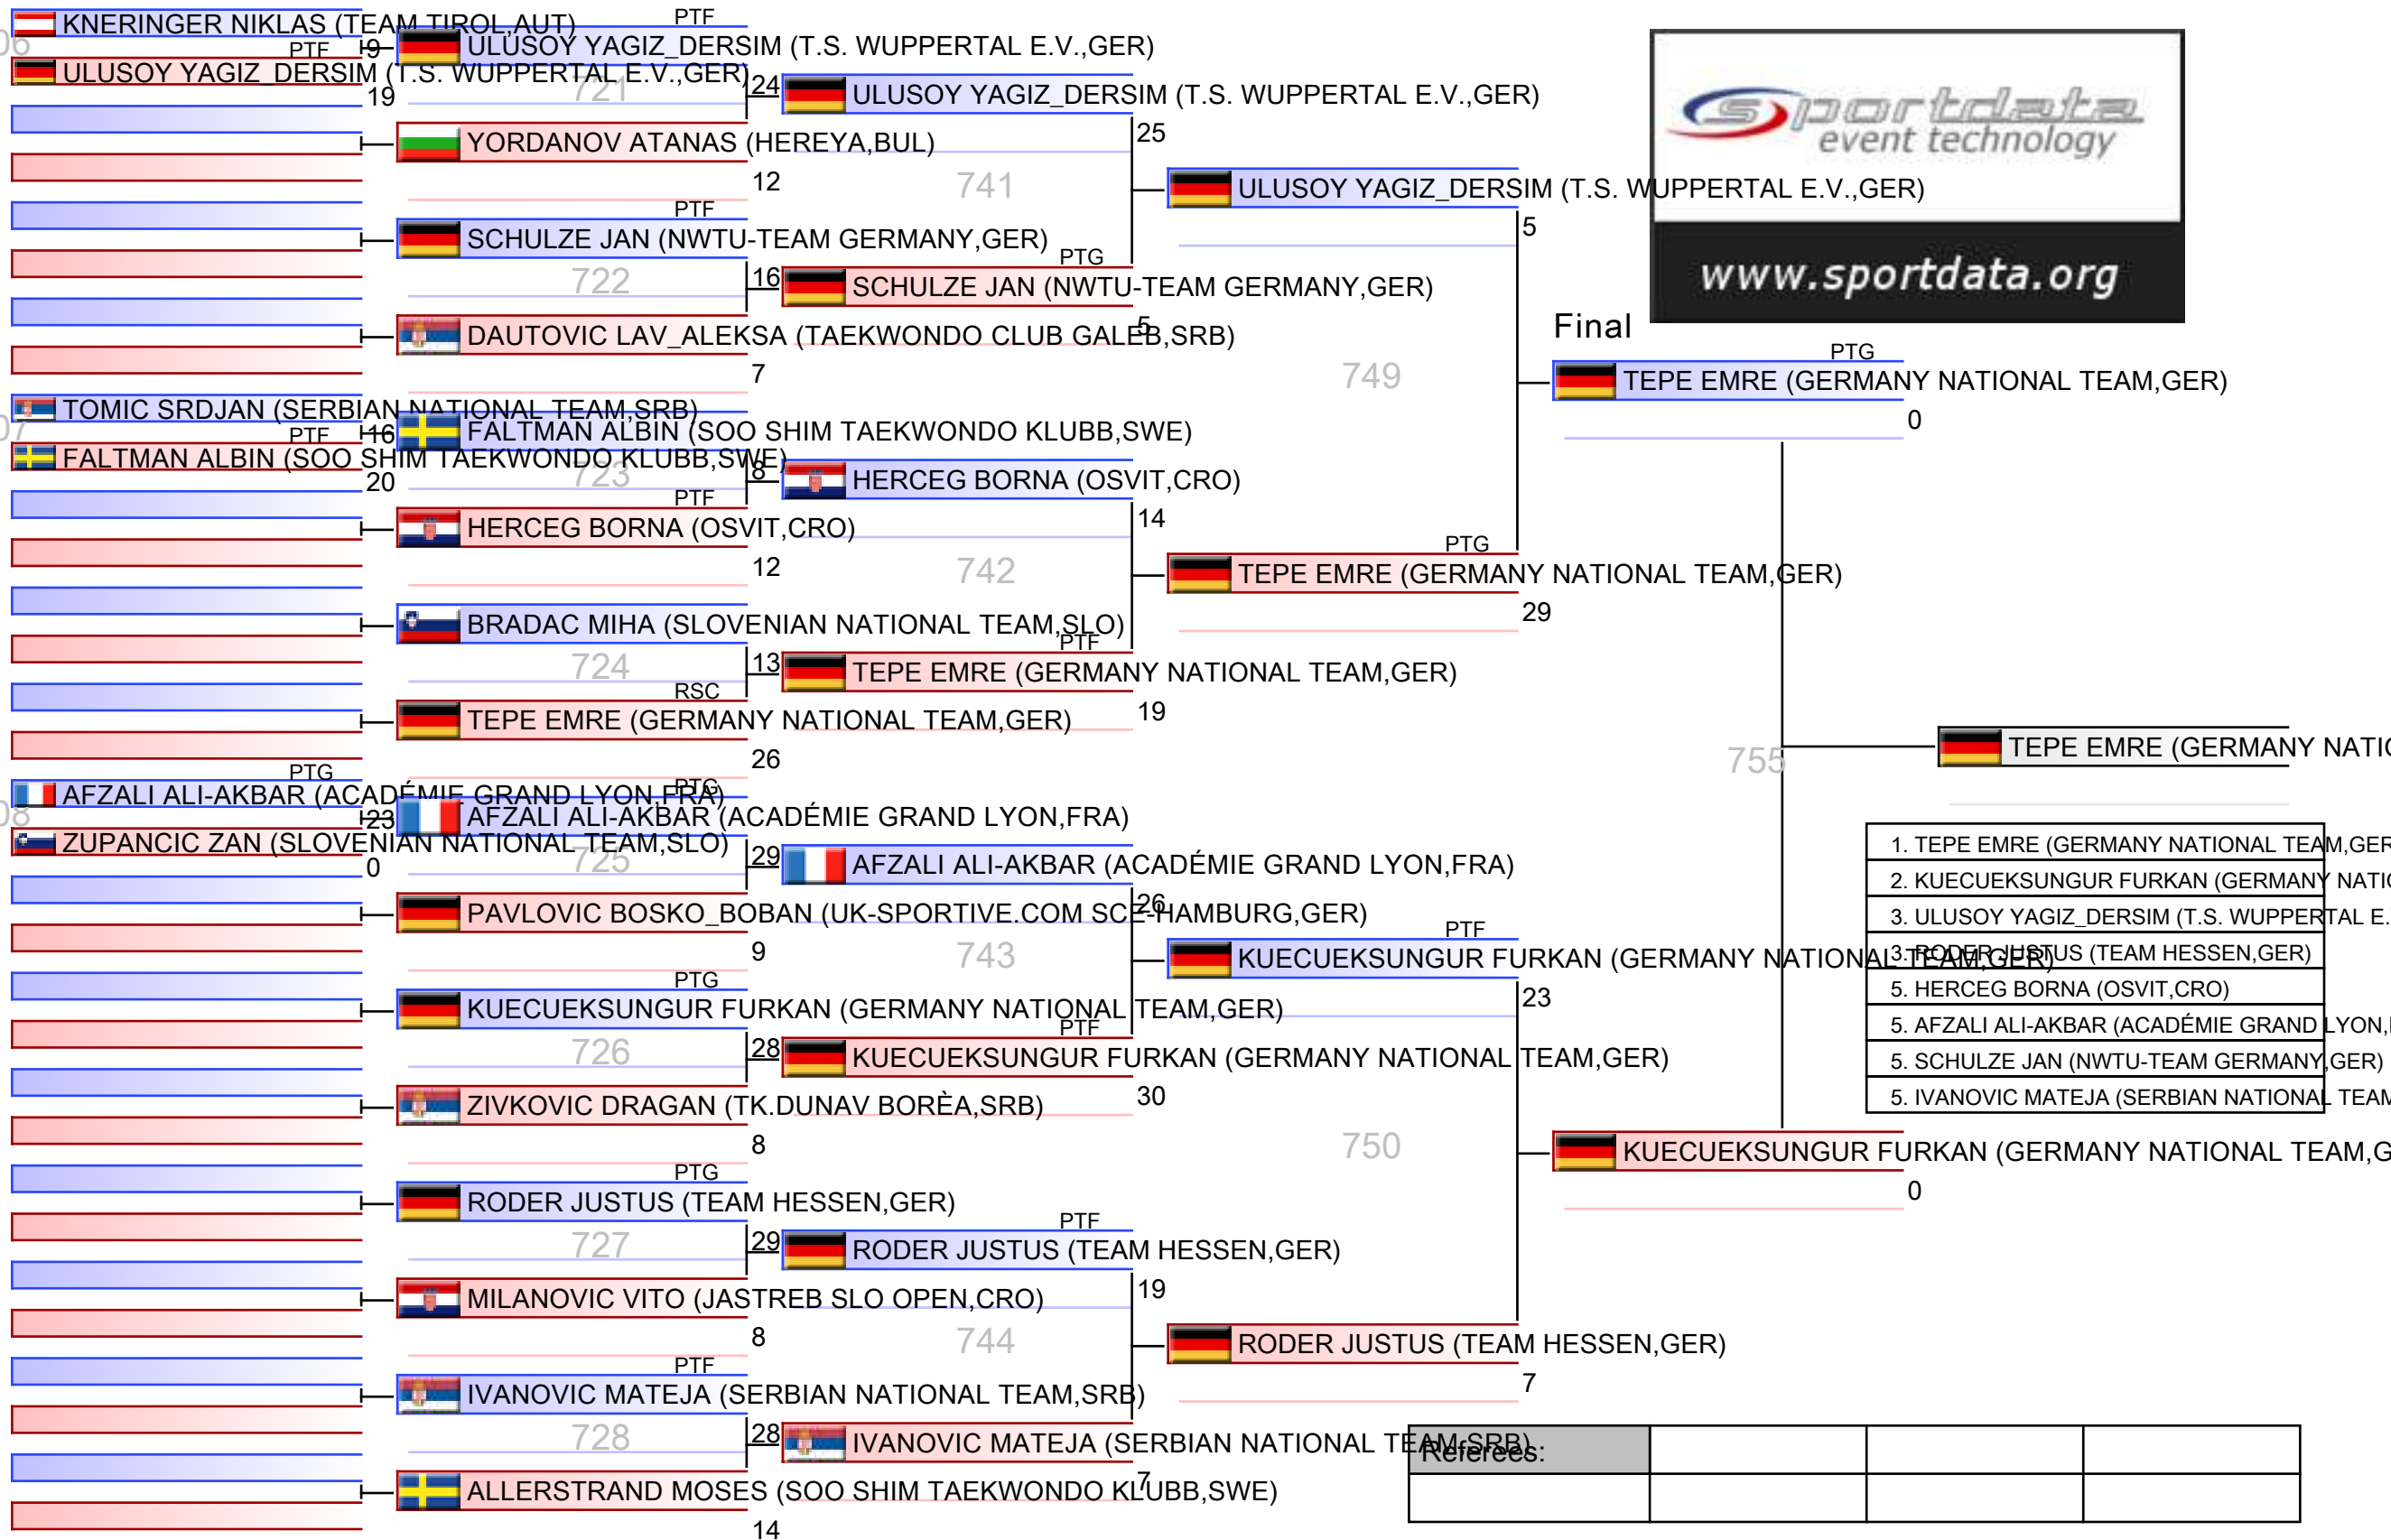 KNERINGER NIKLAS (TEAM TIROL,AUT)
9
PTF
ULUSOY YAGIZ_DERSIM (T.S. WUPPERTAL E.V.,GER)
19
TOMIC SRDJAN (SERBIAN NATIONAL TEAM,SRB)
16
PTF
FALTMAN ALBIN (SOO SHIM TAEKWONDO KLUBB,SWE)
20
PTG
AFZALI ALI-AKBAR (ACADÉMIE GRAND LYON,FRA)
23
ZUPANCIC ZAN (SLOVENIAN NATIONAL TEAM,SLO)
0
PTF
ULUSOY YAGIZ_DERSIM (T.S. WUPPERTAL E.V.,GER)
24
721
YORDANOV ATANAS (HEREYA,BUL)
12
PTF
SCHULZE JAN (NWTU-TEAM GERMANY,GER)
16
722
DAUTOVIC LAV_ALEKSA (TAEKWONDO CLUB GALEB,SRB)
7
FALTMAN ALBIN (SOO SHIM TAEKWONDO KLUBB,SWE)
8
723
PTF
HERCEG BORNA (OSVIT,CRO)
12
BRADAC MIHA (SLOVENIAN NATIONAL TEAM,SLO)
13
724
RSC
TEPE EMRE (GERMANY NATIONAL TEAM,GER)
26
PTG
AFZALI ALI-AKBAR (ACADÉMIE GRAND LYON,FRA)
29
725
PAVLOVIC BOSKO_BOBAN (UK-SPORTIVE.COM SCE-HAMBURG,GER)
9
PTG
KUECUEKSUNGUR FURKAN (GERMANY NATIONAL TEAM,GER)
28
726
ZIVKOVIC DRAGAN (TK.DUNAV BORÈA,SRB)
8
PTG
RODER JUSTUS (TEAM HESSEN,GER)
29
727
MILANOVIC VITO (JASTREB SLO OPEN,CRO)
8
PTF
IVANOVIC MATEJA (SERBIAN NATIONAL TEAM,SRB)
28
728
ALLERSTRAND MOSES (SOO SHIM TAEKWONDO KLUBB,SWE)
14
ULUSOY YAGIZ_DERSIM (T.S. WUPPERTAL E.V.,GER)
25
741
PTG
SCHULZE JAN (NWTU-TEAM GERMANY,GER)
5
HERCEG BORNA (OSVIT,CRO)
14
742
PTF
TEPE EMRE (GERMANY NATIONAL TEAM,GER)
19
AFZALI ALI-AKBAR (ACADÉMIE GRAND LYON,FRA)
26
743
PTF
KUECUEKSUNGUR FURKAN (GERMANY NATIONAL TEAM,GER)
30
PTF
RODER JUSTUS (TEAM HESSEN,GER)
19
744
IVANOVIC MATEJA (SERBIAN NATIONAL TEAM,SRB)
7
ULUSOY YAGIZ_DERSIM (T.S. WUPPERTAL E.V.,GER)
5
749
PTG
TEPE EMRE (GERMANY NATIONAL TEAM,GER)
29
PTF
KUECUEKSUNGUR FURKAN (GERMANY NATIONAL TEAM,GER)
23
750
RODER JUSTUS (TEAM HESSEN,GER)
7
sportdata
event technology
www.sportdata.org
Final
PTG
TEPE EMRE (GERMANY NATIONAL TEAM,GER)
0
755
KUECUEKSUNGUR FURKAN (GERMANY NATIONAL TEAM,G
0
TEPE EMRE (GERMANY NATIO
1. TEPE EMRE (GERMANY NATIONAL TEAM,GER
2. KUECUEKSUNGUR FURKAN (GERMANY NATIO
3. ULUSOY YAGIZ_DERSIM (T.S. WUPPERTAL E.
3. RODER JUSTUS (TEAM HESSEN,GER)
5. HERCEG BORNA (OSVIT,CRO)
5. AFZALI ALI-AKBAR (ACADÉMIE GRAND LYON,
5. SCHULZE JAN (NWTU-TEAM GERMANY,GER)
5. IVANOVIC MATEJA (SERBIAN NATIONAL TEAM
Referees: